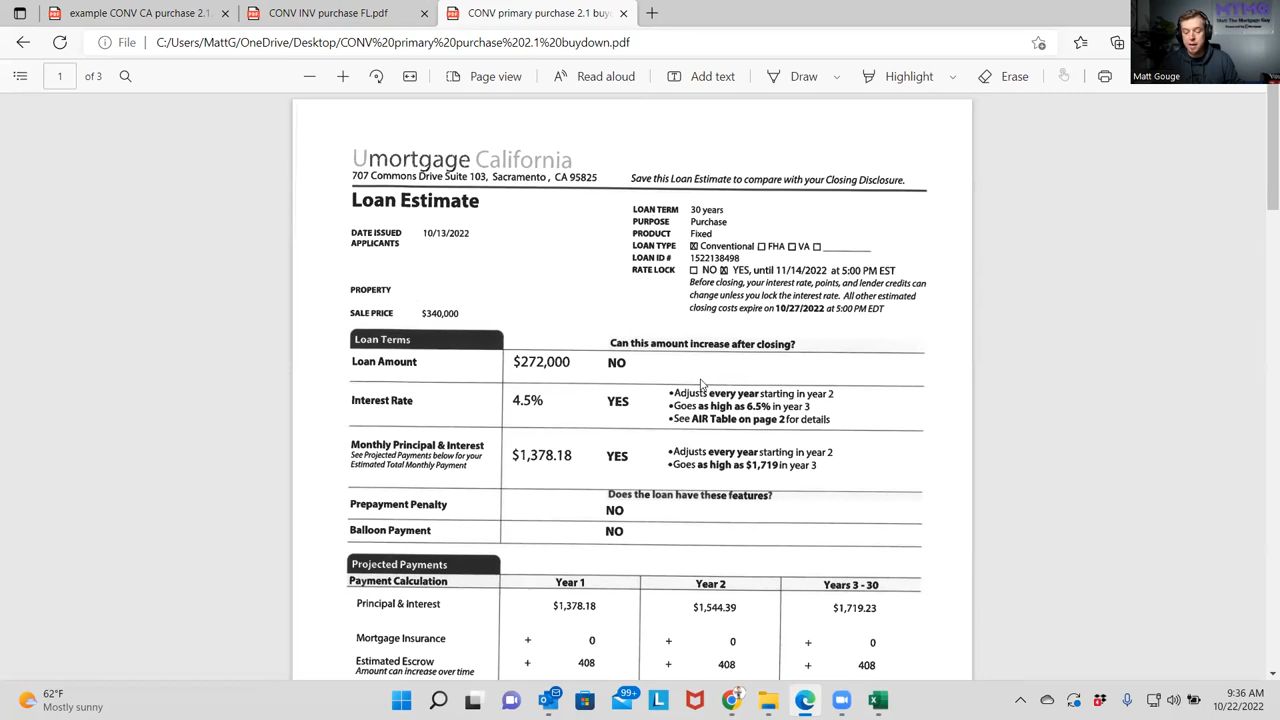 example CA purchase 2.1.
CONV INV purchase FL.pdf
CONV primary purchase 2.1 buy
File
C:/Users/MattG/OneDrive/Desktop/CONV%20primary%20purchase%202.1%20buydown.pdf
1 of 3
Page view
Read aloud
Add text
Draw
Highlight
Erase
MTMG
Matt The Mortgage Guy
Matt Gouge
Umortgage California
707 Commons Drive Suite 103, Sacramento , CA 95825
Save this Loan Estimate to compare with your Closing Disclosure.
Loan Estimate
DATE ISSUED 10/13/2022
APPLICANTS
PROPERTY
SALE PRICE $340,000
LOAN TERM 30 years
PURPOSE Purchase
PRODUCT Fixed
LOAN TYPE ☒ Conventional ☐ FHA ☐ VA ☐ ________
LOAN ID # 1522138498
RATE LOCK ☐ NO ☒ YES, until 11/14/2022 at 5:00 PM EST
Before closing, your interest rate, points, and lender credits can
change unless you lock the interest rate. All other estimated
closing costs expire on 10/27/2022 at 5:00 PM EDT
Loan Terms
Can this amount increase after closing?
Loan Amount $272,000 NO
Interest Rate 4.5% YES
•Adjusts every year starting in year 2
•Goes as high as 6.5% in year 3
•See AIR Table on page 2 for details
Monthly Principal & Interest
See Projected Payments below for your
Estimated Total Monthly Payment
$1,378.18 YES
•Adjusts every year starting in year 2
•Goes as high as $1,719 in year 3
Does the loan have these features?
Prepayment Penalty NO
Balloon Payment NO
Projected Payments
Payment Calculation Year 1 Year 2 Years 3 - 30
Principal & Interest $1,378.18 $1,544.39 $1,719.23
Mortgage Insurance + 0 + 0 + 0
Estimated Escrow + 408 + 408 + 408
Amount can increase over time
62°F
Mostly sunny
99+
9:36 AM
10/22/2022